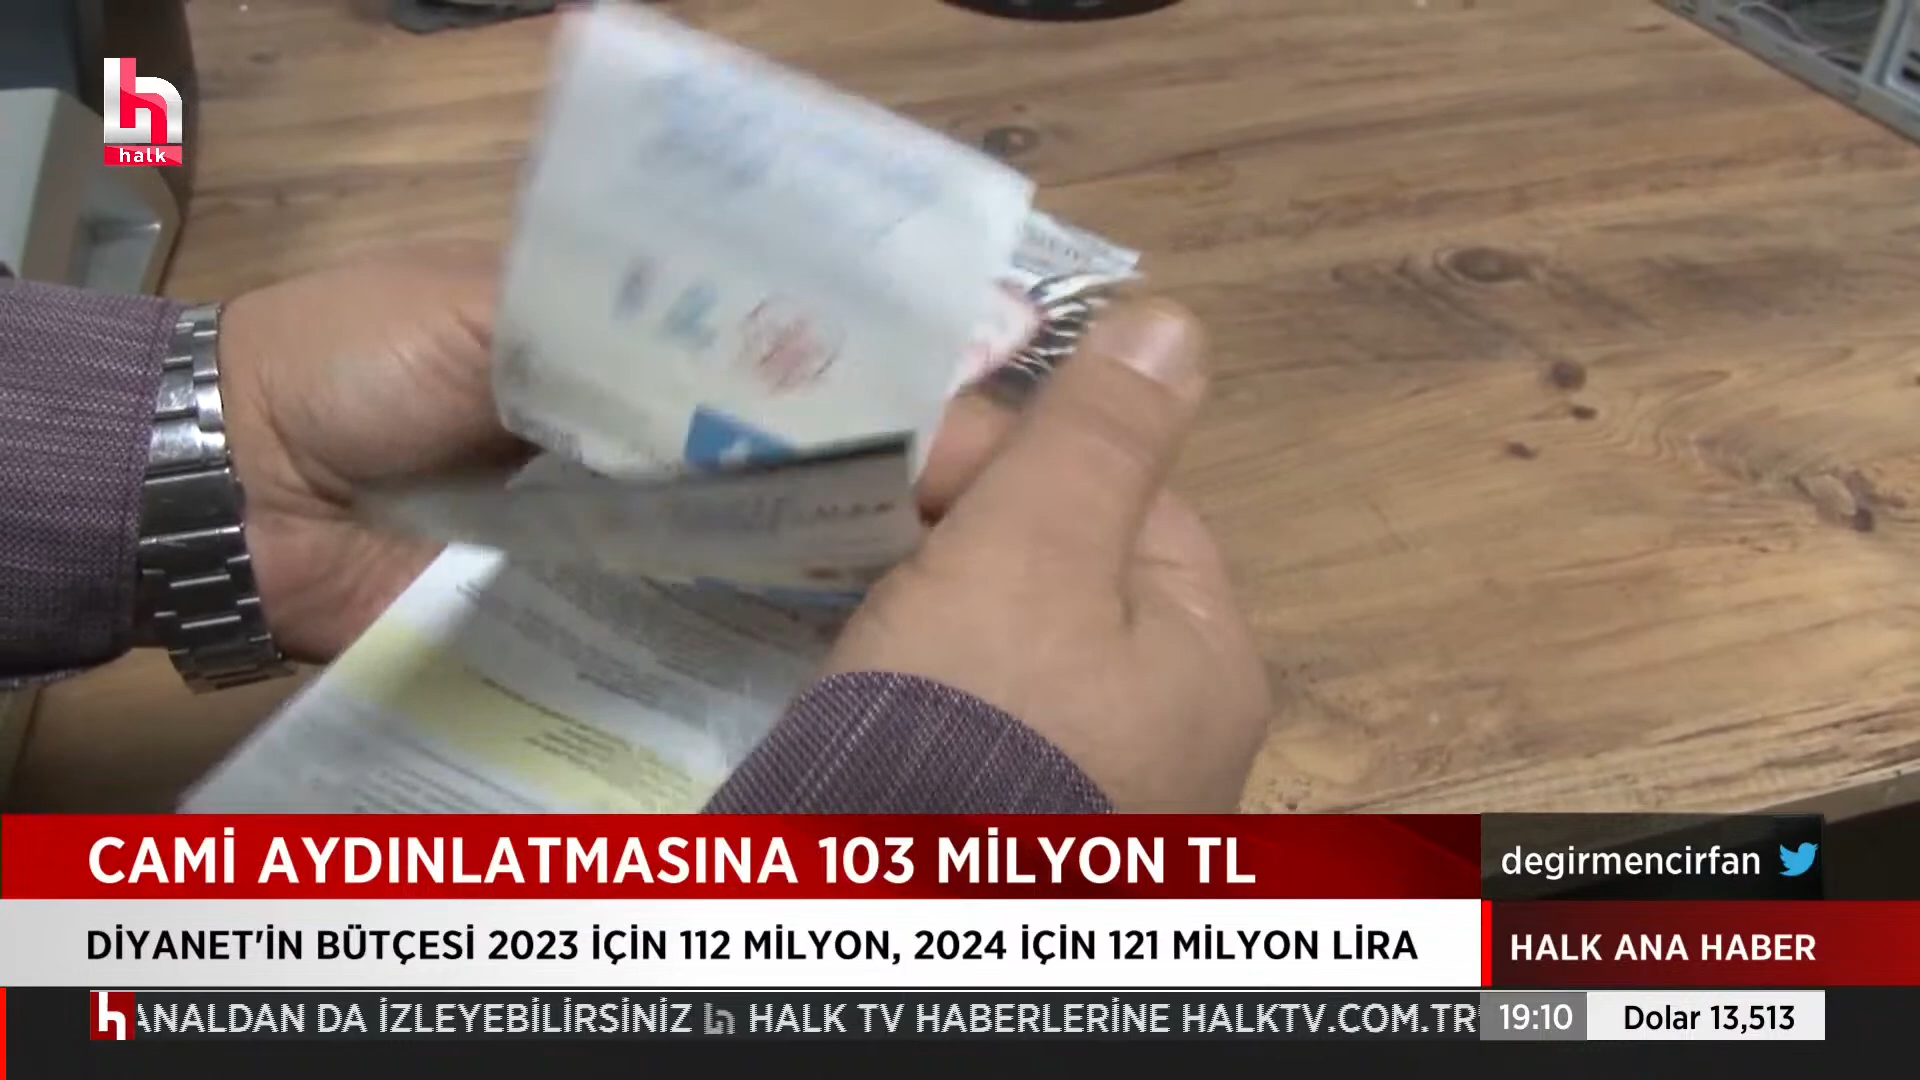 halk
CAMİ AYDINLATMASINA 103 MİLYON TL
degirmencirfan
DİYANET'İN BÜTÇESİ 2023 İÇİN 112 MİLYON, 2024 İÇİN 121 MİLYON LİRA
HALK ANA HABER
ANALDAN DA İZLEYEBİLİRSİNİZ HALK TV HABERLERİNE HALKTV.COM.TR'
19:10
Dolar 13,513